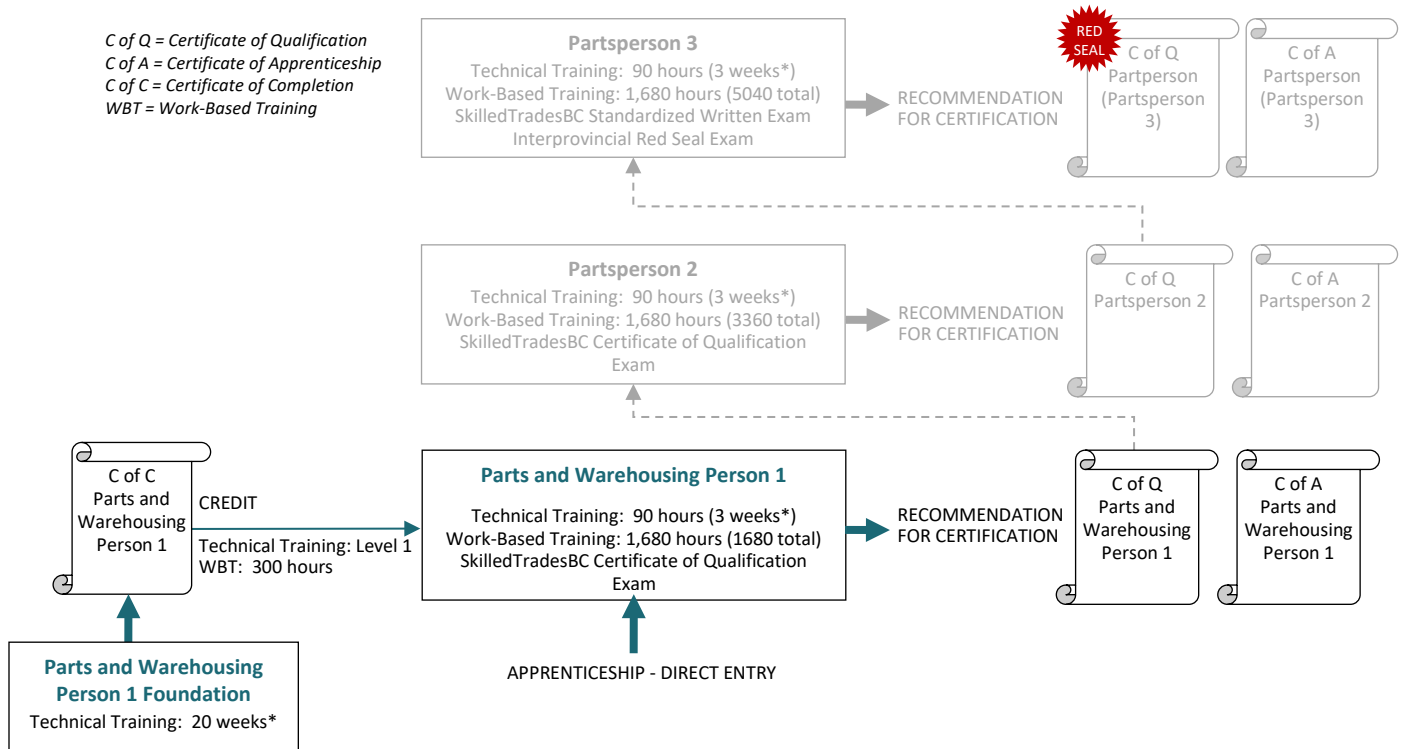 C of Q = Certificate of Qualification
C of A = Certificate of Apprenticeship
C of C = Certificate of Completion
WBT = Work-Based Training
Partsperson 3
Technical Training: 90 hours (3 weeks*)
Work-Based Training: 1,680 hours (5040 total)
SkilledTradesBC Standardized Written Exam
Interprovincial Red Seal Exam
RECOMMENDATION
FOR CERTIFICATION
RED
SEAL
C of Q
Partperson
(Partsperson
3)
C of A
Partsperson
(Partsperson
3)
Partsperson 2
Technical Training: 90 hours (3 weeks*)
Work-Based Training: 1,680 hours (3360 total)
SkilledTradesBC Certificate of Qualification
Exam
RECOMMENDATION
FOR CERTIFICATION
C of Q
Partsperson 2
C of A
Partsperson 2
C of C
Parts and
Warehousing
Person 1
CREDIT
Technical Training: Level 1
WBT: 300 hours
Parts and Warehousing Person 1
Technical Training: 90 hours (3 weeks*)
Work-Based Training: 1,680 hours (1680 total)
SkilledTradesBC Certificate of Qualification
Exam
RECOMMENDATION
FOR CERTIFICATION
C of Q
Parts and
Warehousing
Person 1
C of A
Parts and
Warehousing
Person 1
Parts and Warehousing
Person 1 Foundation
Technical Training: 20 weeks*
APPRENTICESHIP - DIRECT ENTRY